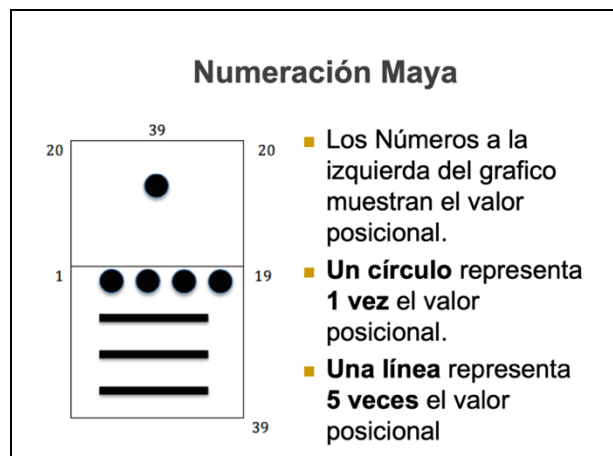 Numeración Maya
39
20
20
1
19
39
Los Números a la
izquierda del grafico
muestran el valor
posicional.
Un círculo representa
1 vez el valor
posicional.
Una línea representa
5 veces el valor
posicional